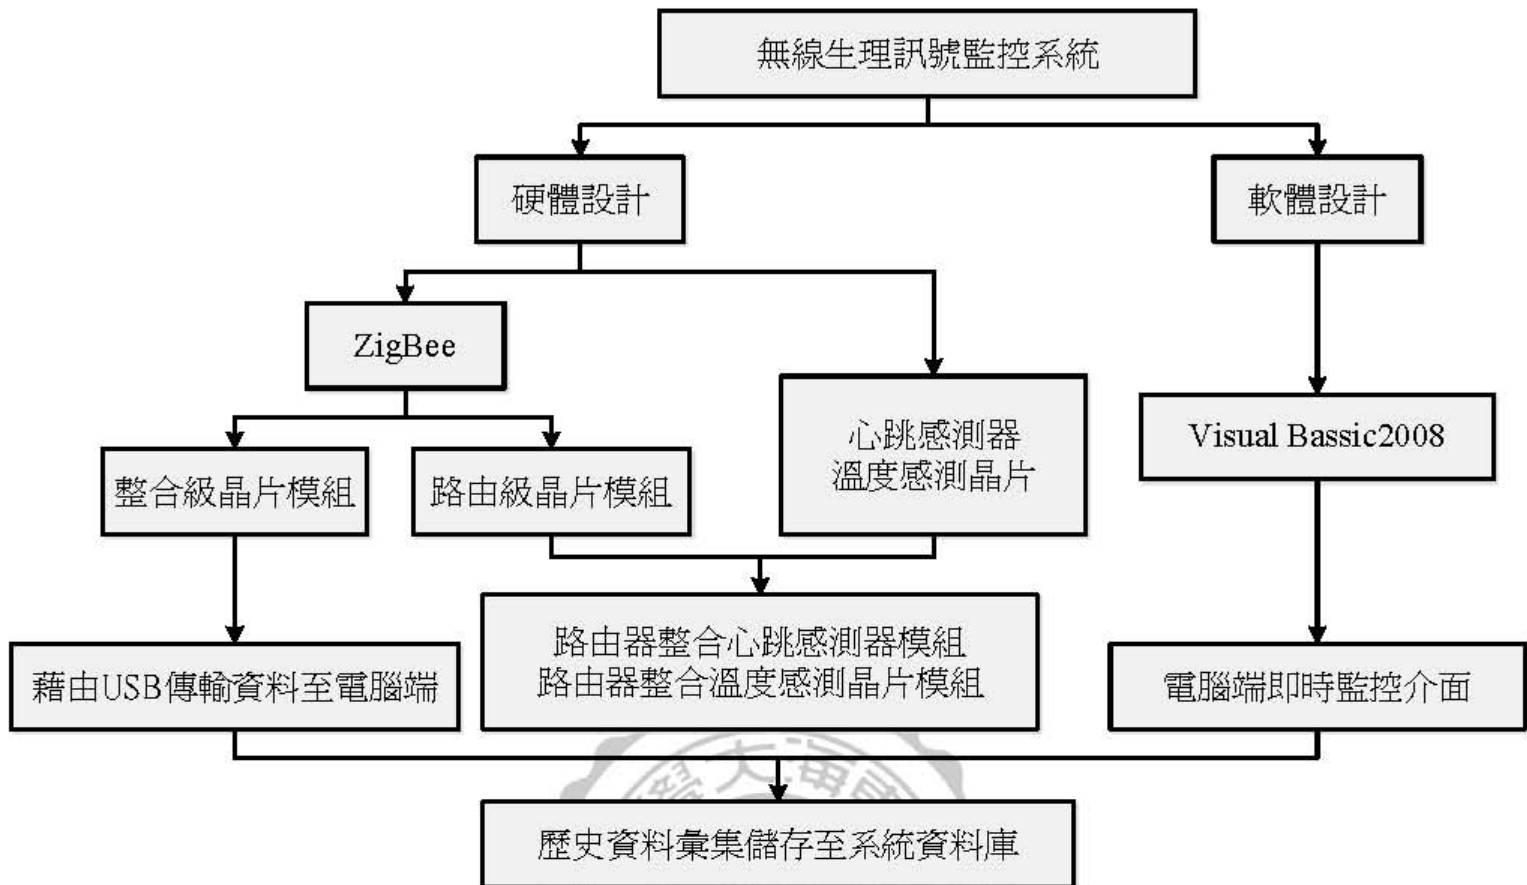 無線生理訊號監控系統
硬體設計
軟體設計
ZigBee
心跳感測器
溫度感測晶片
Visual Bassic2008
整合級晶片模組
路由級晶片模組
路由器整合心跳感測器模組
路由器整合溫度感測晶片模組
藉由USB傳輸資料至電腦端
電腦端即時監控介面
學大海東
歷史資料彙集儲存至系統資料庫